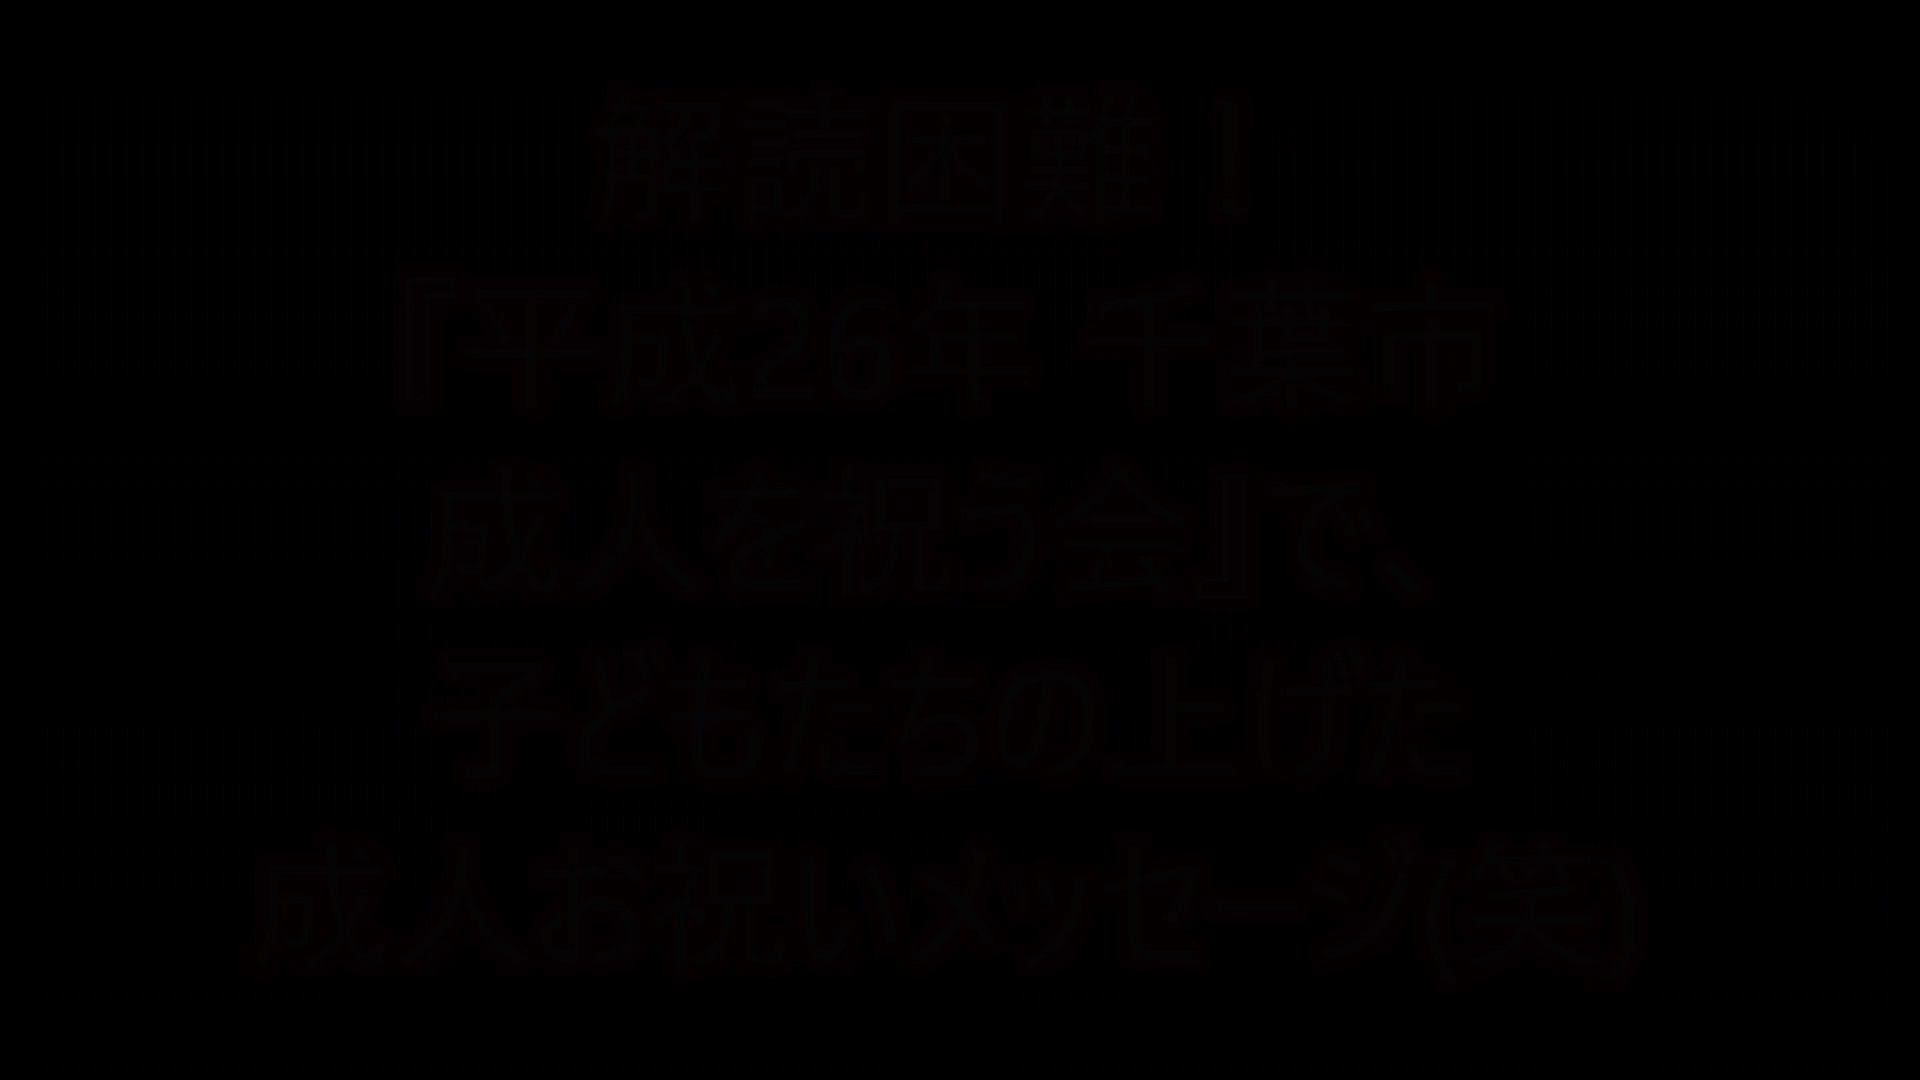 解読困難！
『平成26年 千葉市
成人を祝う会』で、
子どもたちの上げた
成人お祝いメッセージ(笑)